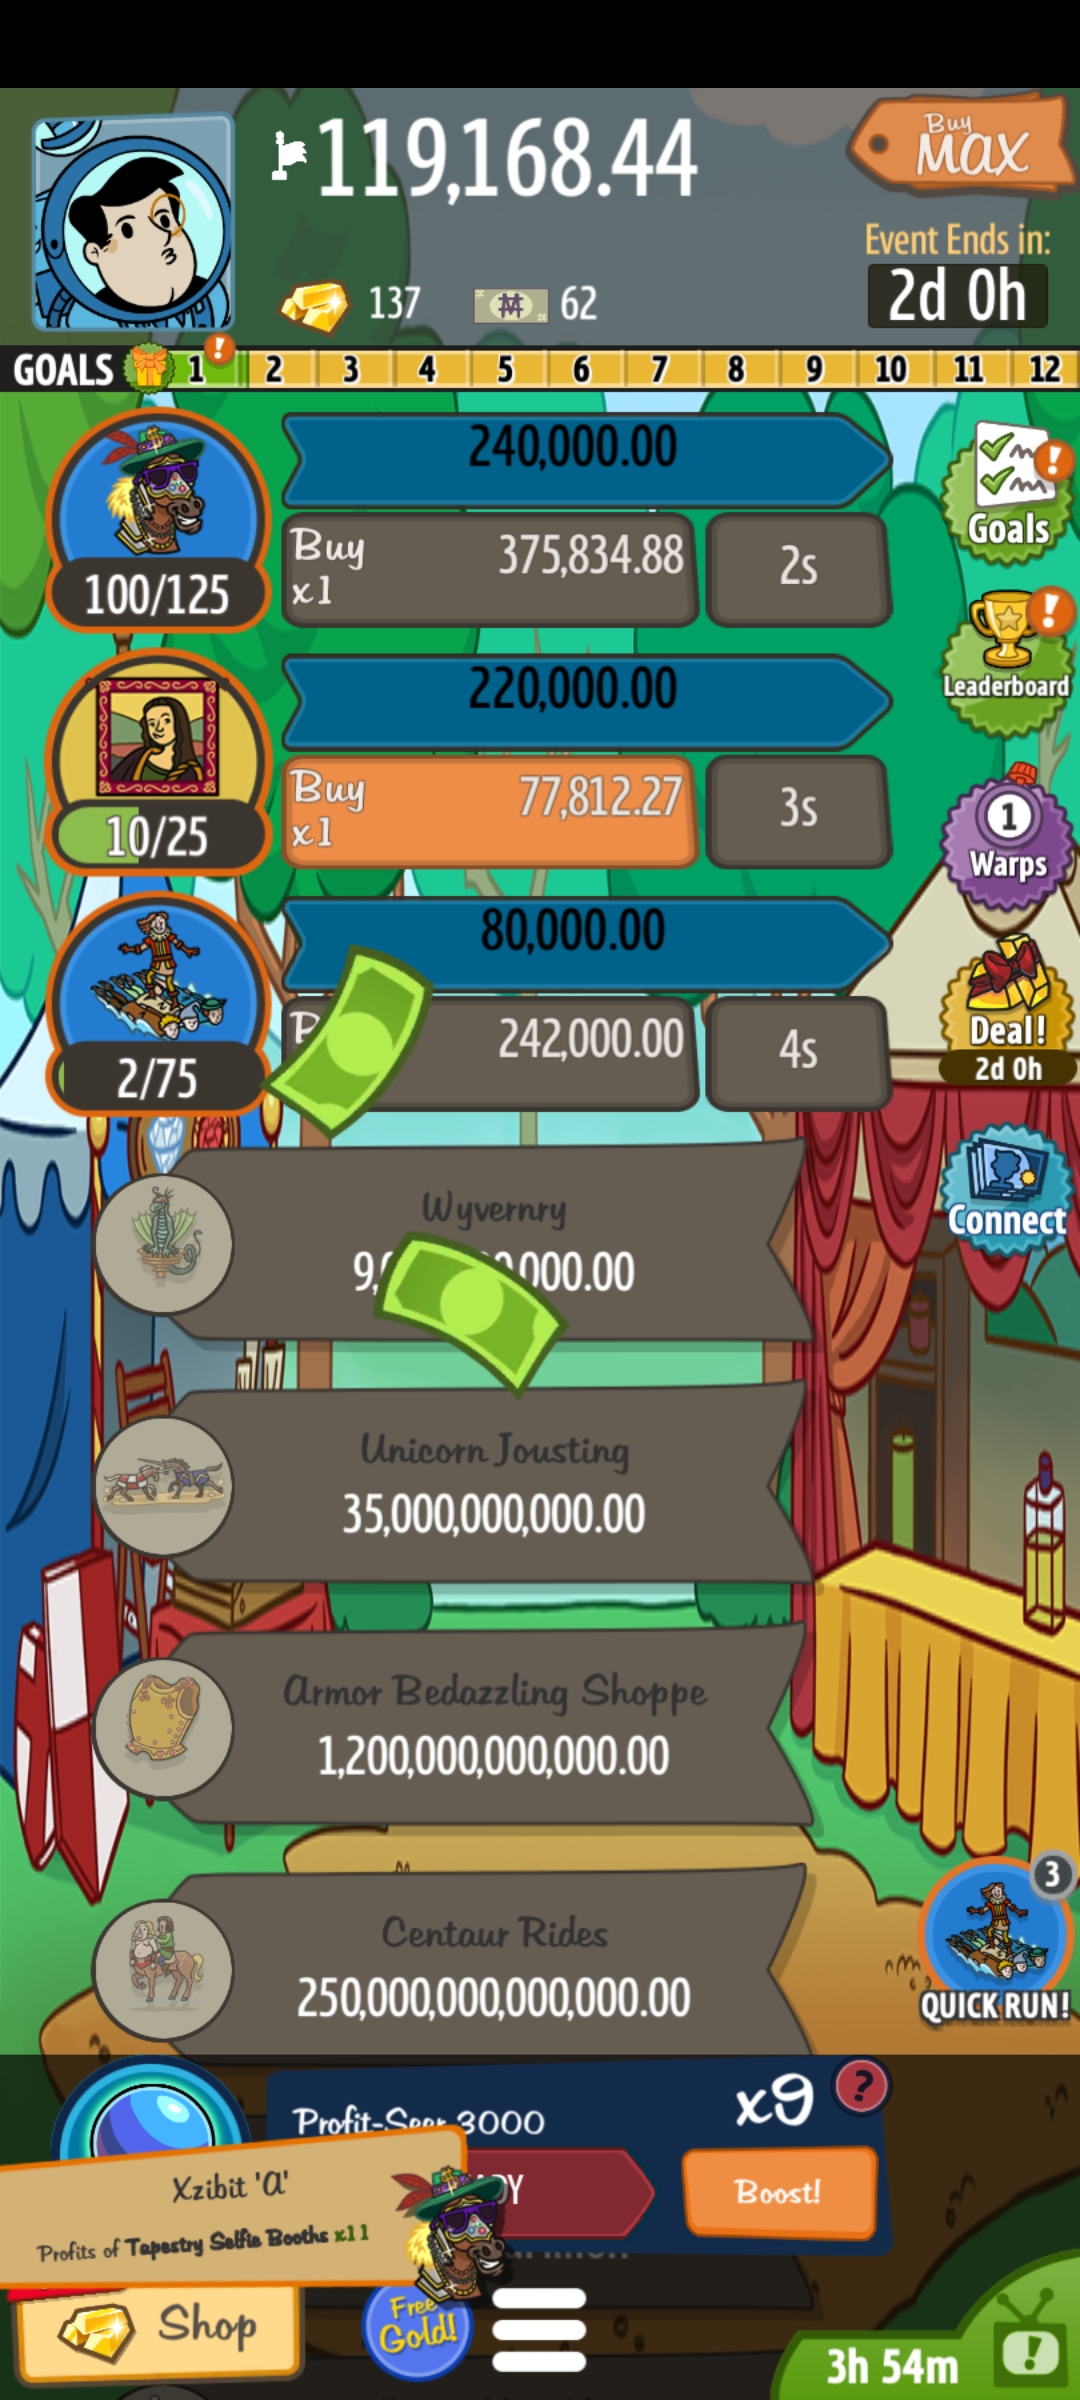 119,168.44
Buy
MAX
137
62
Event Ends in:
2d 0h
GOALS 1 ! 2 3 4 5 6 7 8 9 10 11 12
240,000.00
Buy
x1
375,834.88
2s
100/125
!
Goals
220,000.00
Buy
x1
77,812.27
3s
10/25
!
Leaderboard
1
Warps
80,000.00
242,000.00
4s
2/75
Deal!
2d 0h
Connect
Wyvernry
000.00
Unicorn Jousting
35,000,000,000.00
Armor Bedazzling Shoppe
1,200,000,000,000.00
Centaur Rides
250,000,000,000,000.00
3
QUICK RUN!
Profit-Seer 3000
x9
?
Boost!
Xzibit 'A'
Profits of Tapestry Selfie Booths x11
Shop
Free
Gold!
3h 54m
!